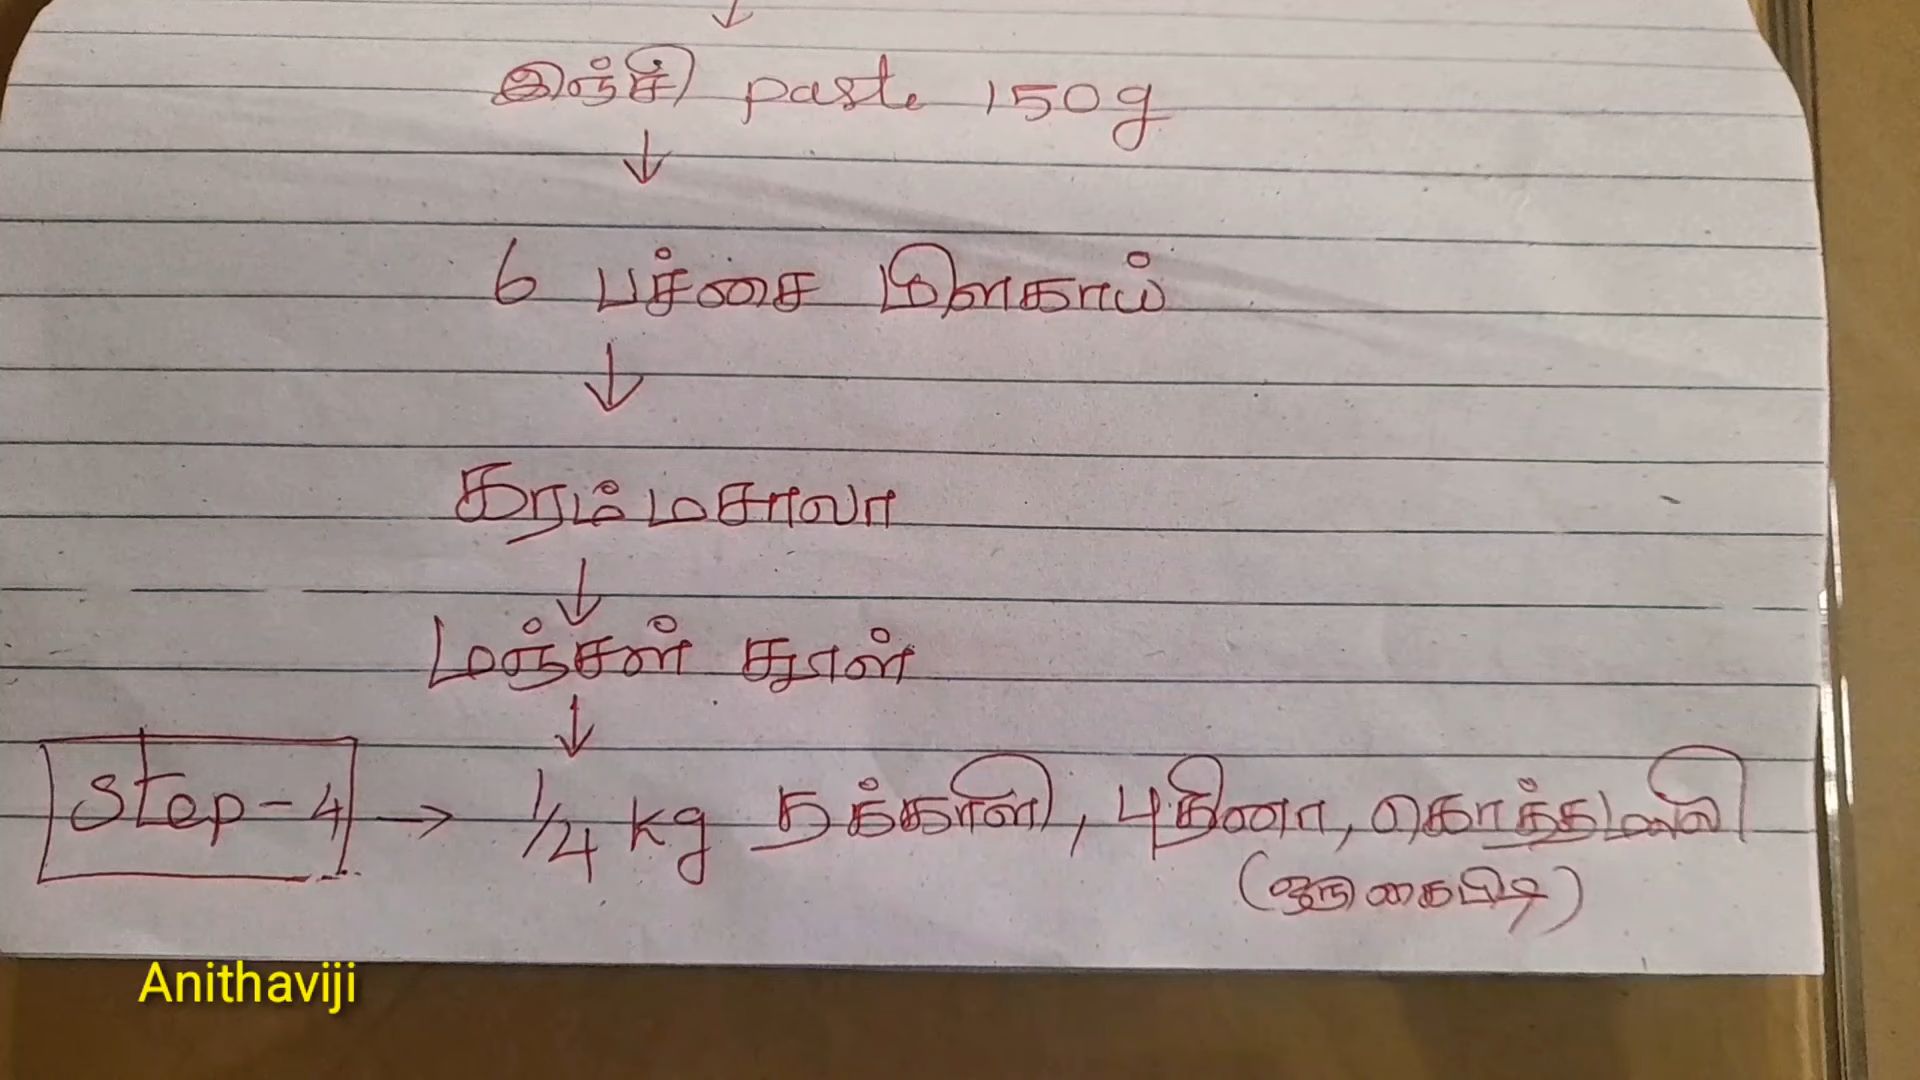 ↓
இஞ்சி paste 150g
↓
6 பச்சை மிளகாய்
↓
கரம் மசாலா
↓
மஞ்சள் தூள்
↓
Step-4 → 1/4 kg தக்காளி, புதினா, கொத்தமல்லி
(ஒரு கைபிடி)
Anithaviji